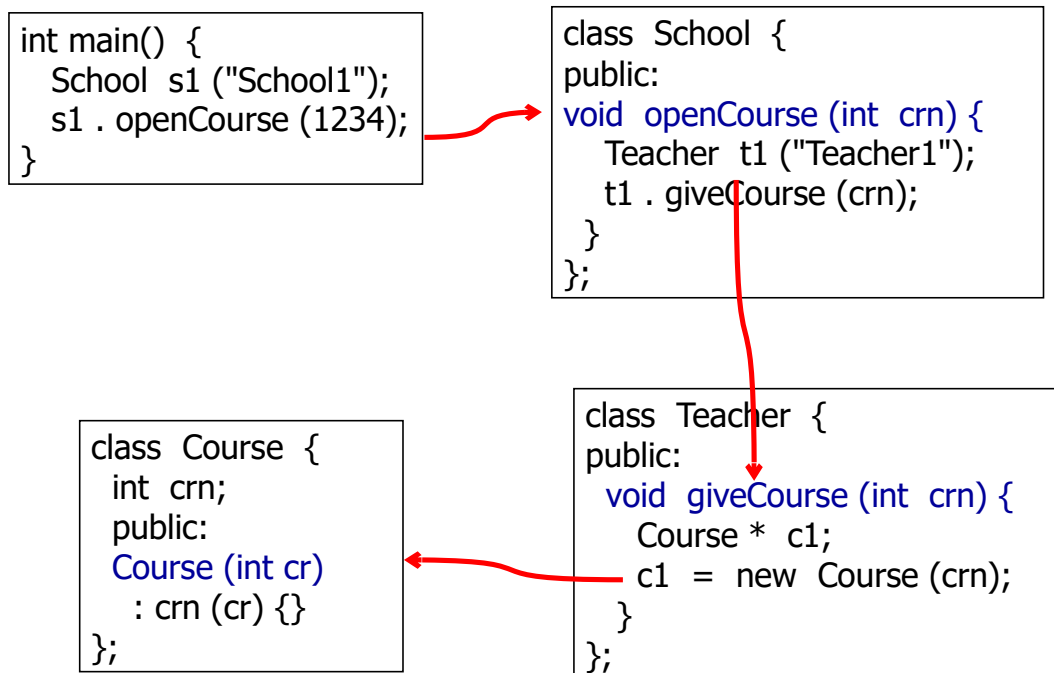 int main() {
School s1 ("School1");
s1 . openCourse (1234);
}
class School {
public:
void openCourse (int crn) {
Teacher t1 ("Teacher1");
t1 . giveCourse (crn);
}
};
class Course {
int crn;
public:
Course (int cr)
: crn (cr) {}
};
class Teacher {
public:
void giveCourse (int crn) {
Course * c1;
c1 = new Course (crn);
}
};